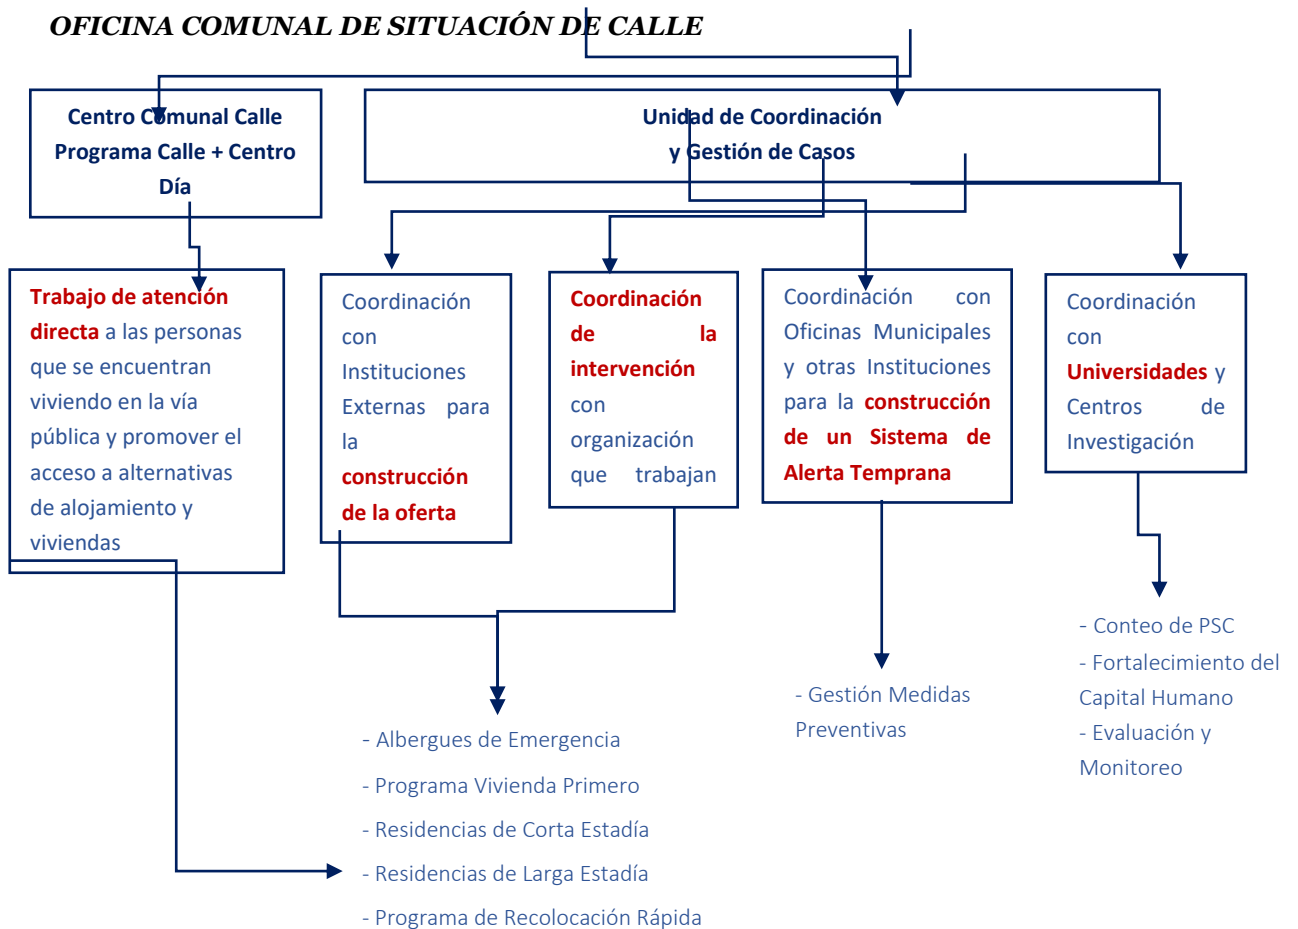 OFICINA COMUNAL DE SITUACIÓN DE CALLE
Centro Comunal Calle
Programa Calle + Centro
Día
Unidad de Coordinación
y Gestión de Casos
Trabajo de atención
directa a las personas
que se encuentran
viviendo en la vía
pública y promover el
acceso a alternativas
de alojamiento y
viviendas
Coordinación
con
Instituciones
Externas para
la
construcción
de la oferta
Coordinación
de la
intervención
con
organización
que trabajan
Coordinación con
Oficinas Municipales
y otras Instituciones
para la construcción
de un Sistema de
Alerta Temprana
Coordinación
con
Universidades y
Centros de
Investigación
- Albergues de Emergencia
- Programa Vivienda Primero
- Residencias de Corta Estadía
- Residencias de Larga Estadía
- Programa de Recolocación Rápida
- Gestión Medidas
Preventivas
- Conteo de PSC
- Fortalecimiento del
Capital Humano
- Evaluación y
Monitoreo